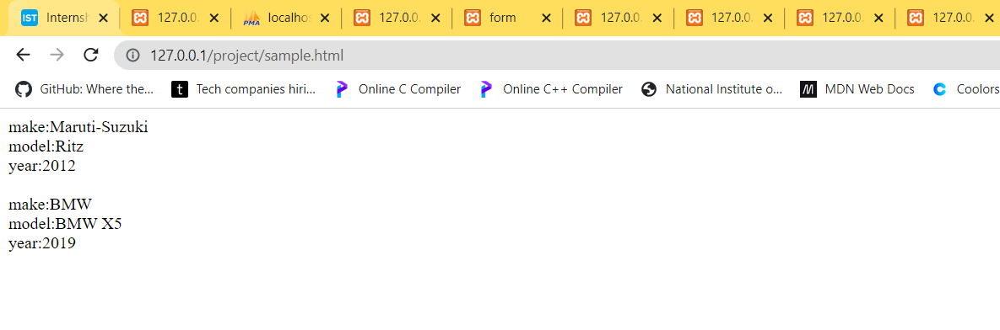 IST Internsh
127.0.0.
PMA localhos
127.0.0.
form
127.0.0.
127.0.0.
127.0.0.
127.0.0.
127.0.0.1/project/sample.html
GitHub: Where the... t Tech companies hiri... Online C Compiler Online C++ Compiler National Institute o... M MDN Web Docs C Coolors
make:Maruti-Suzuki
model:Ritz
year:2012
make:BMW
model:BMW X5
year:2019